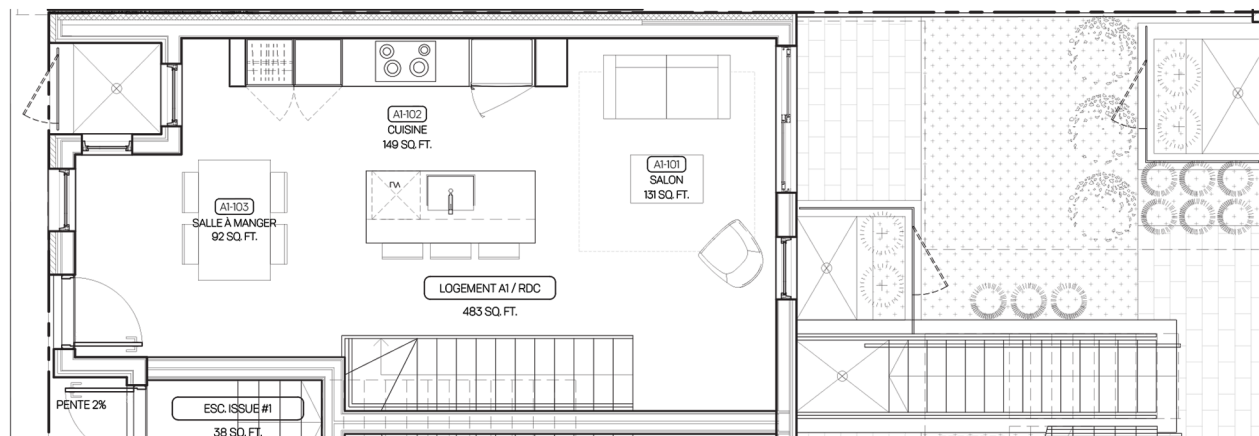 A1-102
CUISINE
149 SQ. FT.
A1-101
SALON
131 SQ. FT.
A1-103
SALLE À MANGER
92 SQ. FT.
LOGEMENT A1 / RDC
483 SQ. FT.
PENTE 2%
ESC. ISSUE #1
38 SQ. FT.